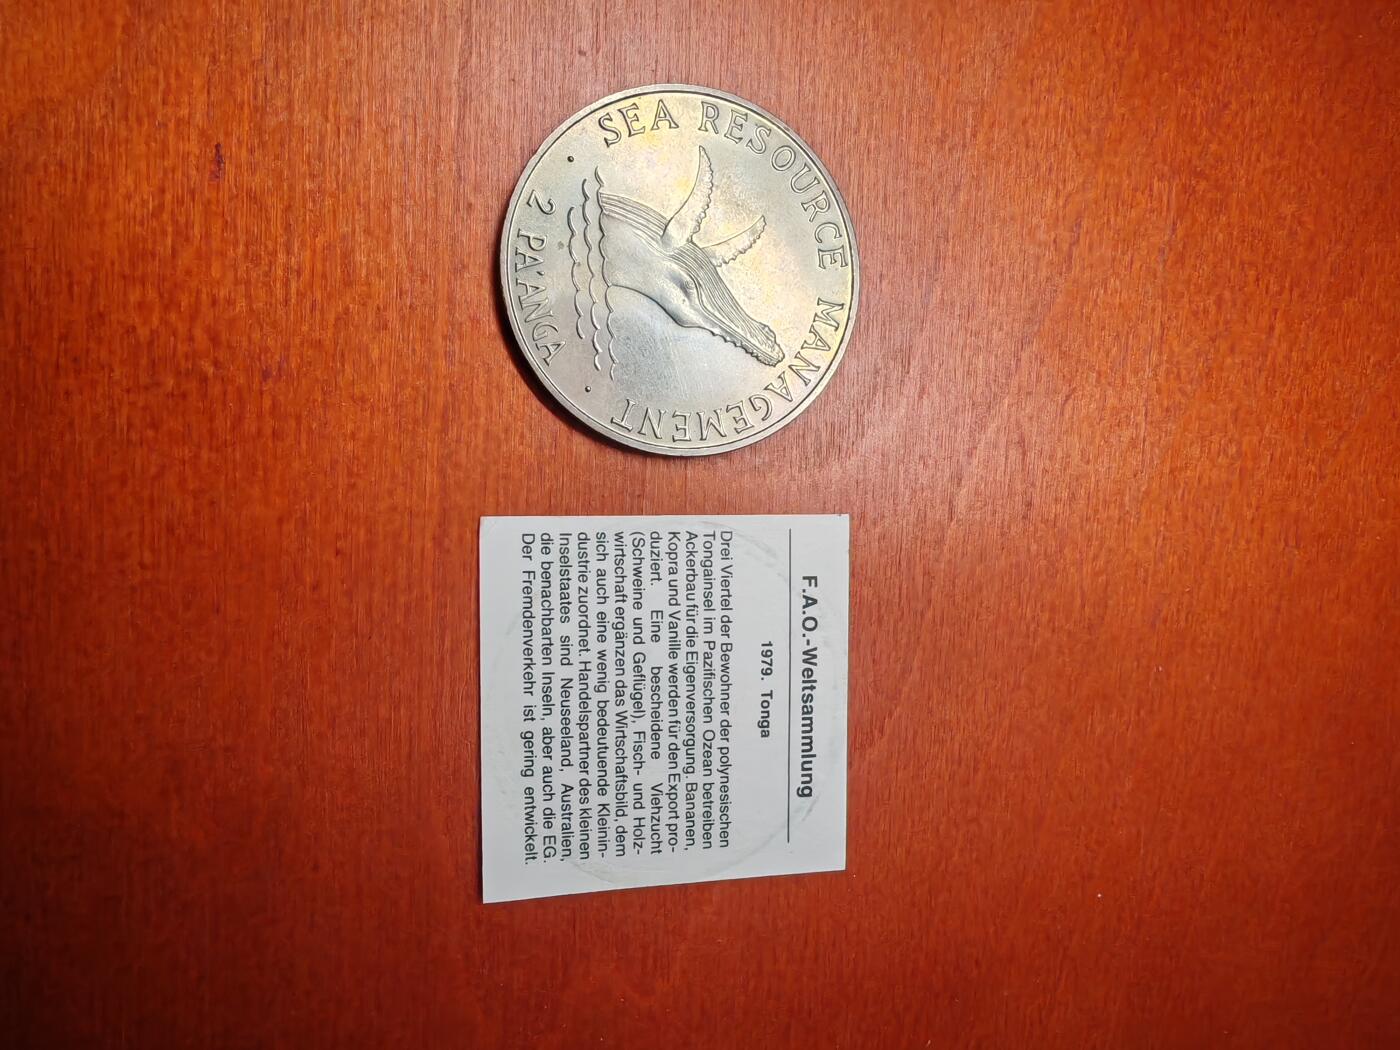 SEA RESOURCE MANAGEMENT
2 PA'ANGA
F.A.O.-Weltsammlung
1979. Tonga
Drei Viertel der Bewohner der polynesischen
Tongainsel im Pazifischen Ozean betreiben
Ackerbau für die Eigenversorgung. Bananen,
Kopra und Vanille werden für den Export pro-
duziert. Eine bescheidene Viehzucht
(Schweine und Geflügel), Fisch- und Holz-
wirtschaft ergänzen das Wirtschaftsbild, dem
sich auch eine wenig bedeutuende Kleinin-
dustrie zuordnet. Handelspartner des kleinen
Inselstaates sind Neuseeland, Australien,
die benachbarten Inseln, aber auch die EG.
Der Fremdenverkehr ist gering entwickelt.